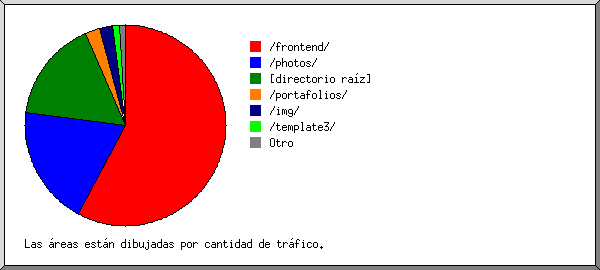 /frontend/
/photos/
[directorio raíz]
/portafolios/
/img/
/template3/
Otro
Las áreas están dibujadas por cantidad de tráfico.